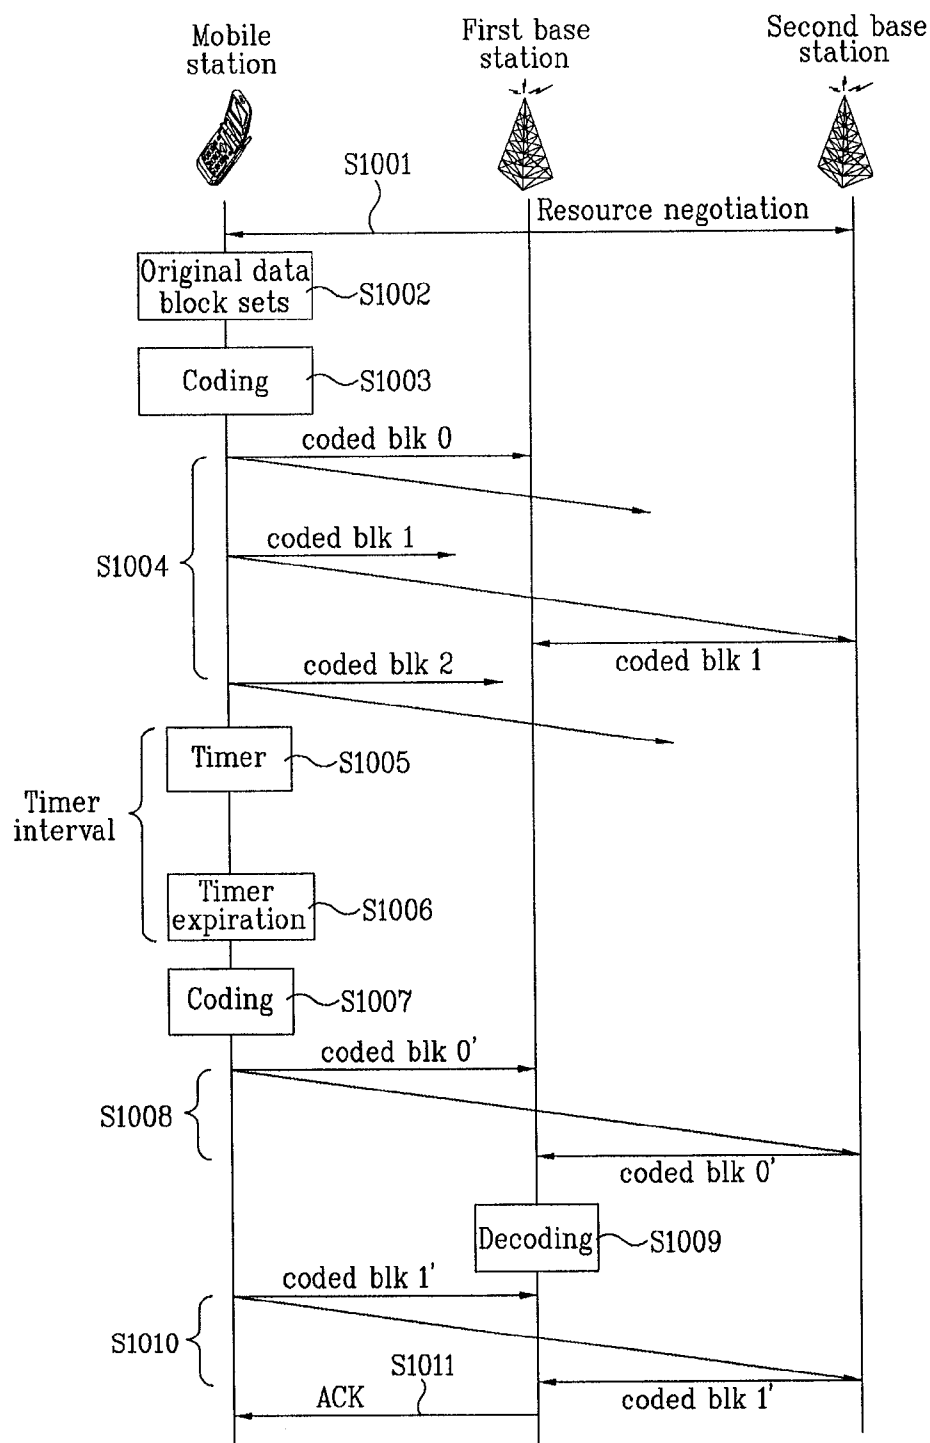 Mobile
station
First base
station
Second base
station
S1001
Resource negotiation
Original data
block sets
S1002
Coding
S1003
coded blk 0
coded blk 1
S1004
coded blk 1
coded blk 2
Timer
S1005
Timer
interval
Timer
expiration
S1006
Coding
S1007
coded blk 0'
S1008
coded blk 0'
Decoding
S1009
coded blk 1'
S1010
S1011
coded blk 1'
ACK